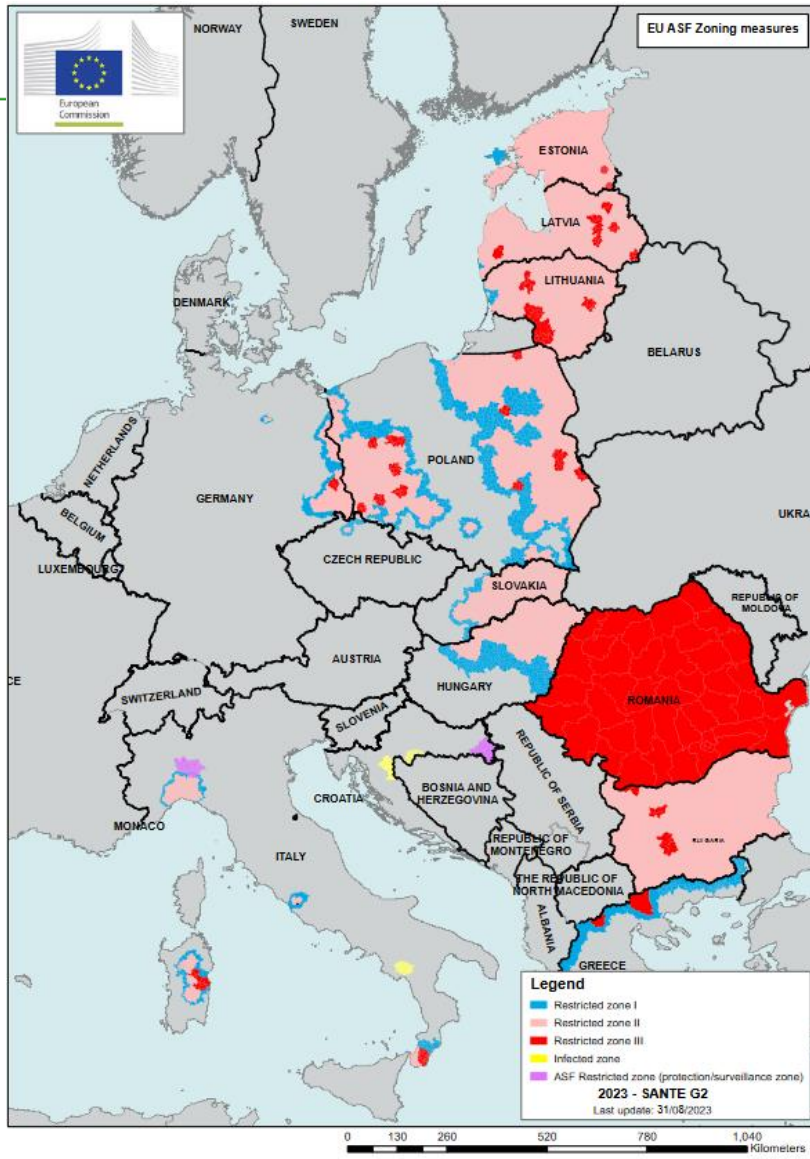 NORWAY
SWEDEN
EU ASF Zoning measures
European
Commission
ESTONIA
LATVIA
LITHUANIA
DENMARK
BELARUS
NETHERLANDS
POLAND
GERMANY
BELGIUM
UKRA
LUXEMBOURG
CZECH REPUBLIC
SLOVAKIA
REPUBLIC OF
MOLDOVA
AUSTRIA
CE
HUNGARY
SWITZERLAND
ROMANIA
SLOVENIA
REPUBLIC OF SERBIA
BOSNIA AND
HERZEGOVINA
CROATIA
MONACO
REPUBLIC OF
MONTENEGRO
ITALY
THE REPUBLIC OF
NORTH MACEDONIA
ALBANIA
GREECE
Legend
Restricted zone I
Restricted zone II
Restricted zone III
Infected zone
ASF Restricted zone (protection/surveillance zone)
2023 - SANTE G2
Last update: 31/08/2023
0 130 260 520 780 1,040
Kilometers